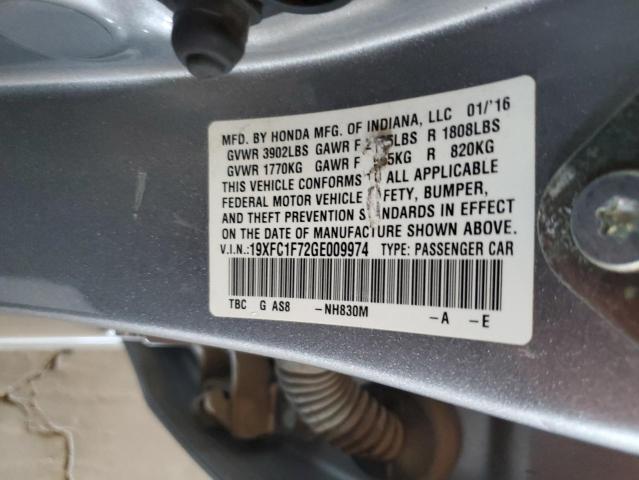 MFD. BY HONDA MFG. OF INDIANA, LLC 01/'16
GVWR 3902LBS GAWR F LBS R 1808LBS
GVWR 1770KG GAWR F 5KG R 820KG
THIS VEHICLE CONFORMS TO ALL APPLICABLE
FEDERAL MOTOR VEHICLE SAFETY, BUMPER,
AND THEFT PREVENTION STANDARDS IN EFFECT
ON THE DATE OF MANUFACTURE SHOWN ABOVE.
V.I.N.:19XFC1F72GE009974 TYPE: PASSENGER CAR
TBC G AS8 -NH830M -A -E